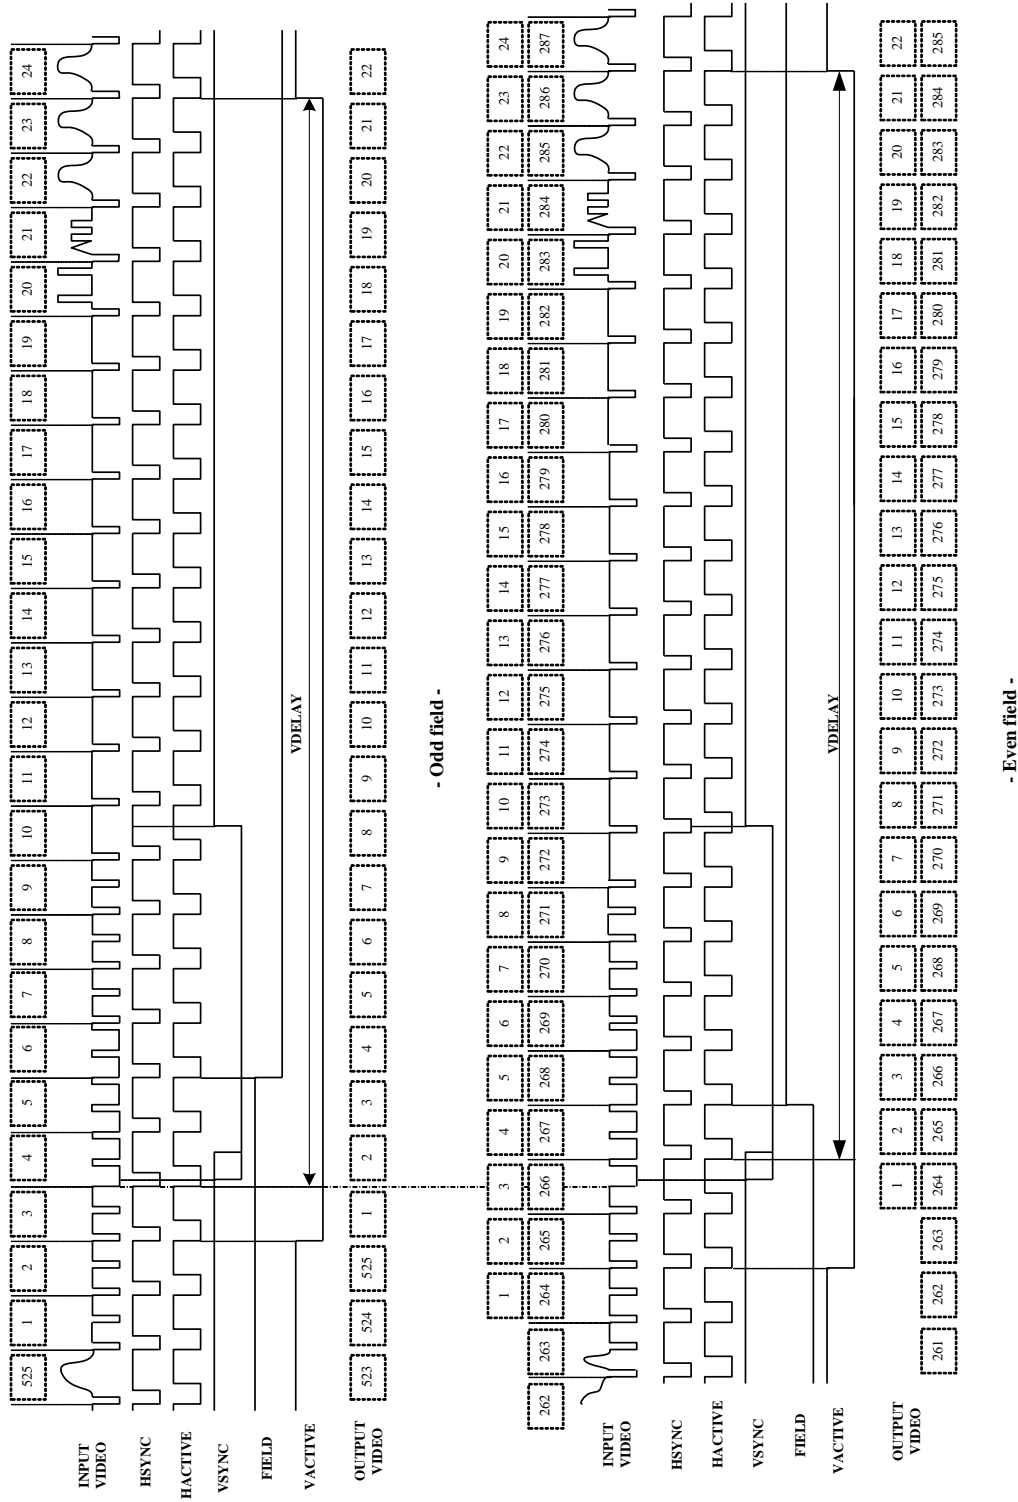 525 1 2 3 4 5 6 7 8 9 10 11 12 13 14 15 16 17 18 19 20 21 22 23 24
INPUT
VIDEO
HSYNC
HACTIVE
VSYNC
FIELD
VDELAY
VACTIVE
OUTPUT
VIDEO
523 524 525 1 2 3 4 5 6 7 8 9 10 11 12 13 14 15 16 17 18 19 20 21 22
- Odd field -
1 2 3 4 5 6 7 8 9 10 11 12 13 14 15 16 17 18 19 20 21 22 23 24
262 263 264 265 266 267 268 269 270 271 272 273 274 275 276 277 278 279 280 281 282 283 284 285 286 287
INPUT
VIDEO
HSYNC
HACTIVE
VSYNC
FIELD
VDELAY
VACTIVE
OUTPUT
VIDEO
1 2 3 4 5 6 7 8 9 10 11 12 13 14 15 16 17 18 19 20 21 22
261 262 263 264 265 266 267 268 269 270 271 272 273 274 275 276 277 278 279 280 281 282 283 284 285
- Even field -